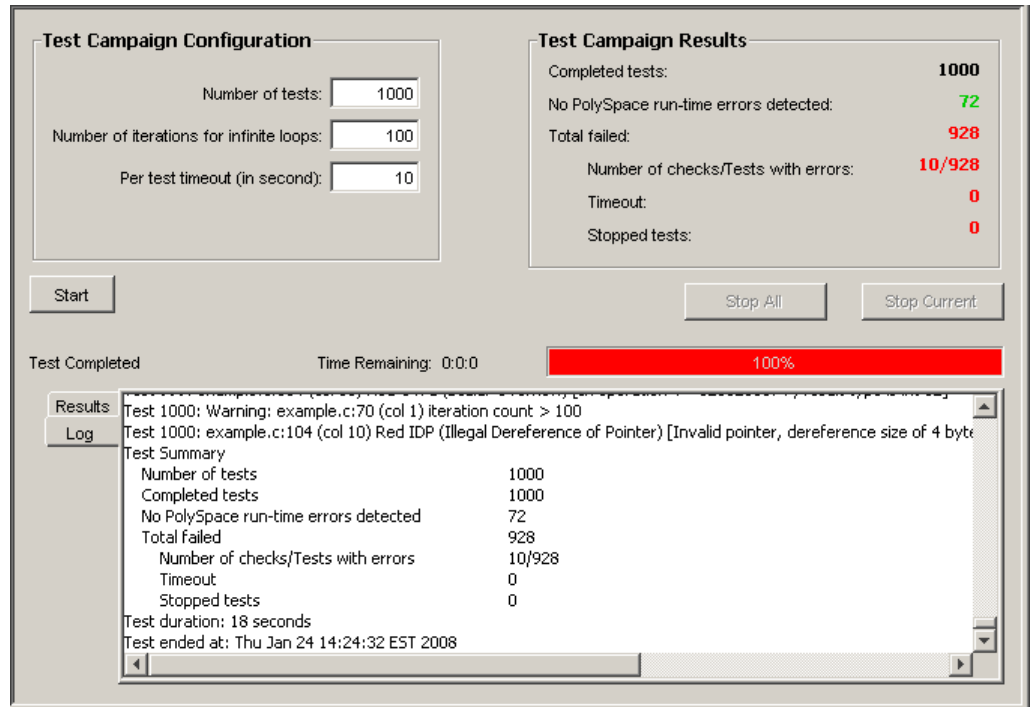 Test Campaign Configuration
Number of tests: 1000
Number of iterations for infinite loops: 100
Per test timeout (in second): 10
Test Campaign Results
Completed tests: 1000
No PolySpace run-time errors detected: 72
Total failed: 928
Number of checks/Tests with errors: 10/928
Timeout: 0
Stopped tests: 0
Start
Stop All
Stop Current
Test Completed
Time Remaining: 0:0:0
100%
Results
Log
Test 1000: Warning: example.c:70 (col 1) iteration count > 100
Test 1000: example.c:104 (col 10) Red IDP (Illegal Dereference of Pointer) [Invalid pointer, dereference size of 4 byte
Test Summary
Number of tests 1000
Completed tests 1000
No PolySpace run-time errors detected 72
Total failed 928
Number of checks/Tests with errors 10/928
Timeout 0
Stopped tests 0
Test duration: 18 seconds
Test ended at: Thu Jan 24 14:24:32 EST 2008